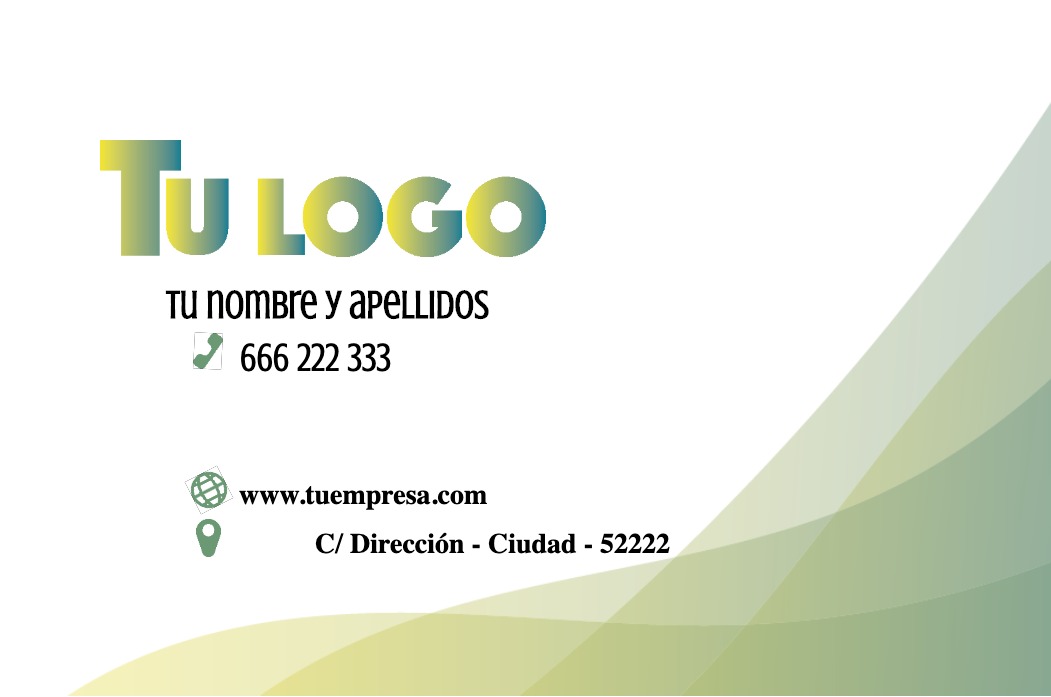 Tu logo
Tu nombre y apellidos
666 222 333
www.tuempresa.com
C/ Dirección - Ciudad - 52222